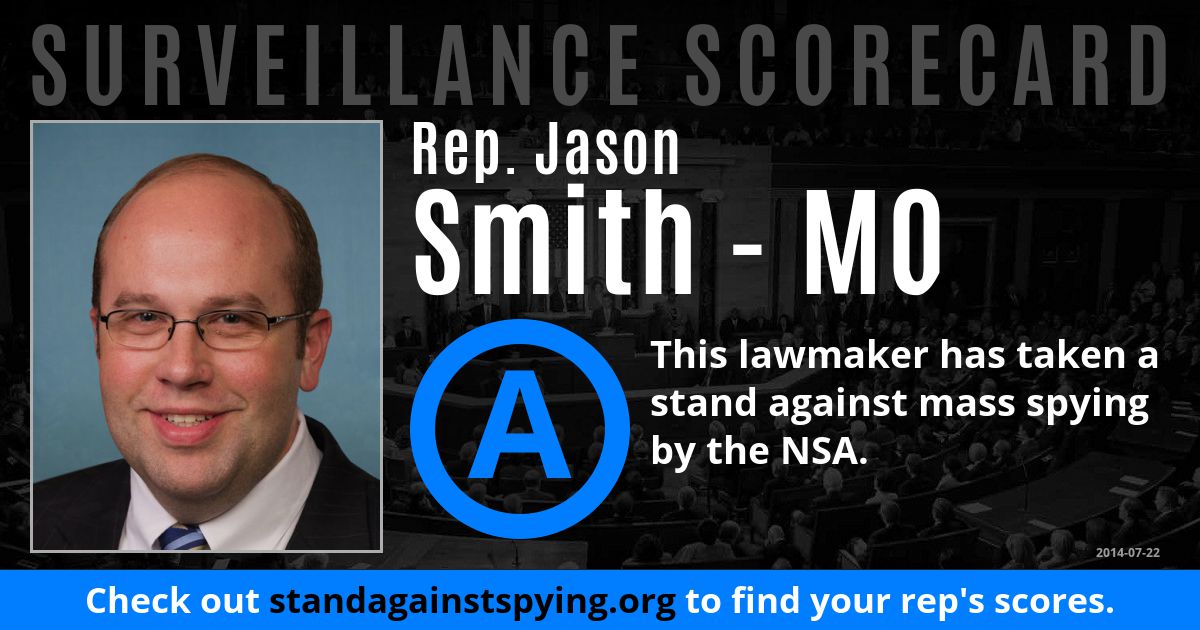 SURVEILLANCE SCORECARD
Rep. Jason
Smith - MO
A
This lawmaker has taken a
stand against mass spying
by the NSA.
2014-07-22
Check out standagainstspying.org to find your rep's scores.